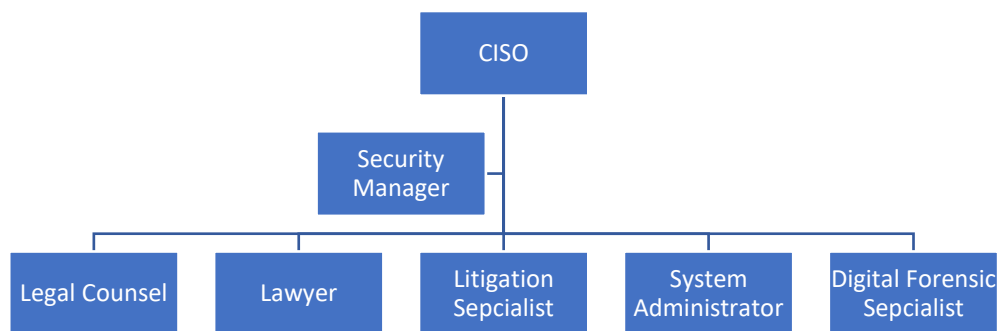 CISO
Security
Manager
Legal Counsel
Lawyer
Litigation
Sepcialist
System
Administrator
Digital Forensic
Sepcialist